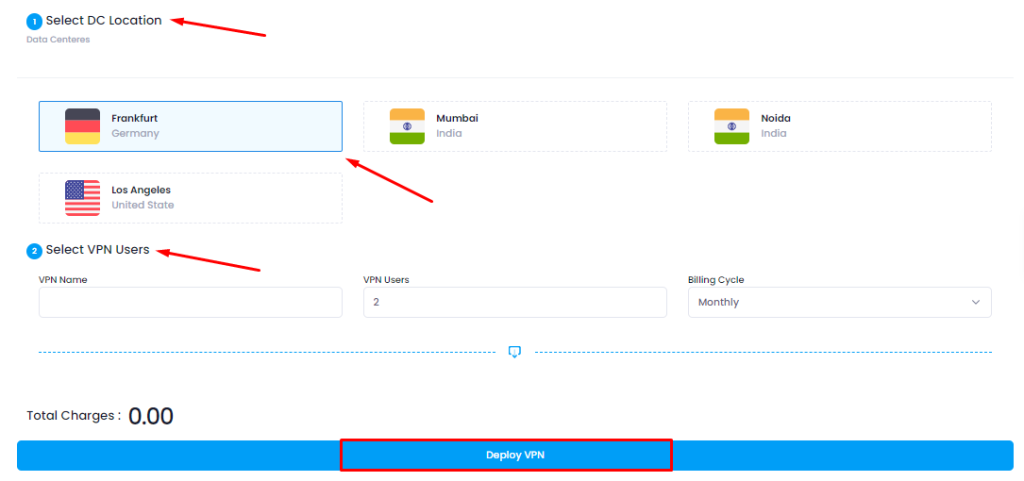 1 Select DC Location
Data Centeres
Frankfurt
Germany
Mumbai
India
Noida
India
Los Angeles
United State
2 Select VPN Users
VPN Name
VPN Users
Billing Cycle
2
Monthly
Total Charges : 0.00
Deploy VPN